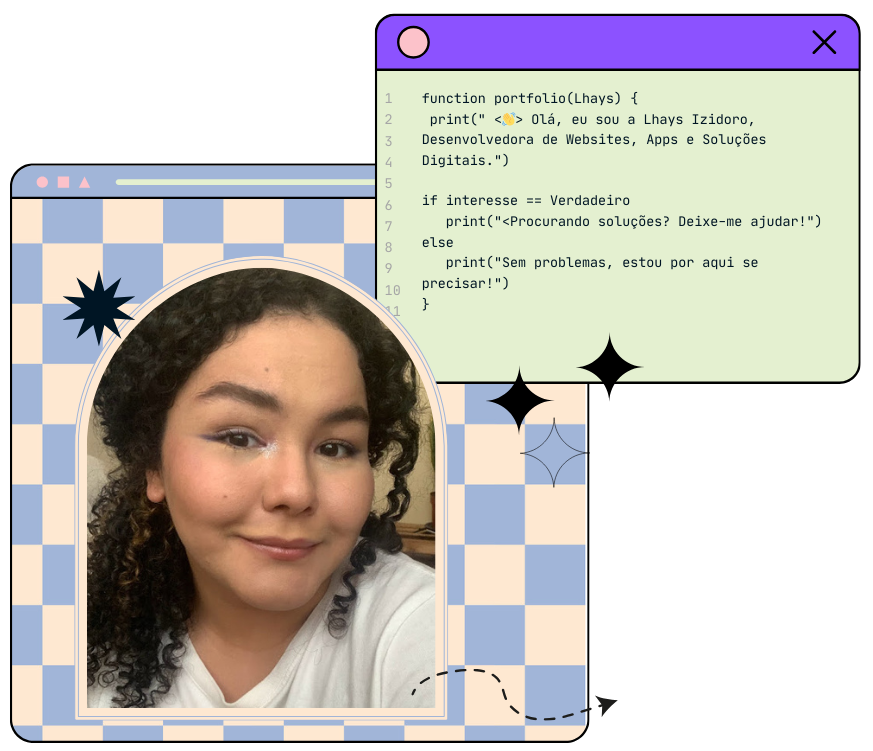 1 function portfolio(Lhays) {
2 print(" <👋> Olá, eu sou a Lhays Izidoro,
3 Desenvolvedora de Websites, Apps e Soluções
4 Digitais.")
5
6 if interesse == Verdadeiro
7 print("<Procurando soluções? Deixe-me ajudar!")
8 else
9 print("Sem problemas, estou por aqui se
10 precisar!")
11 }